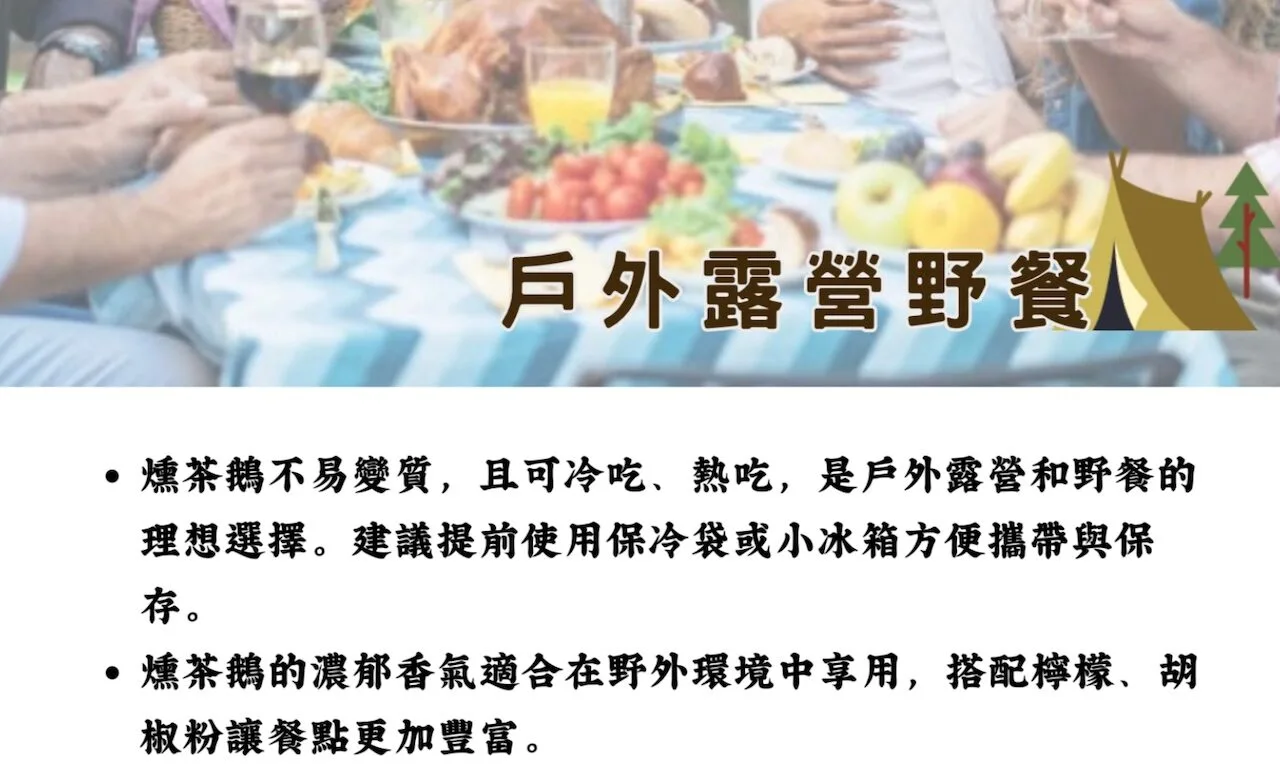 戶外露營野餐
• 燻茶鵝不易變質，且可冷吃、熱吃，是戶外露營和野餐的
理想選擇。建議提前使用保冷袋或小冰箱方便攜帶與保
存。
• 燻茶鵝的濃郁香氣適合在野外環境中享用，搭配檸檬、胡
椒粉讓餐點更加豐富。